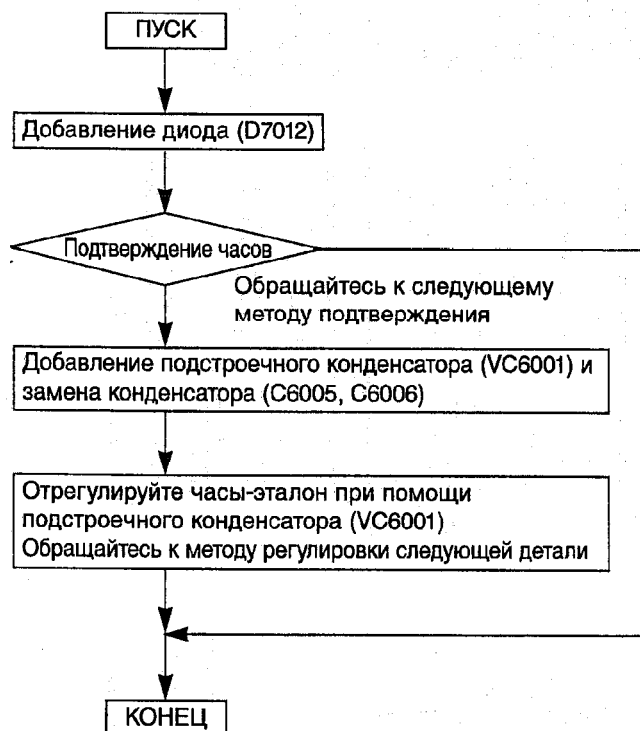 ПУСК
Добавление диода (D7012)
Подтверждение часов
Обращайтесь к следующему
методу подтверждения
Добавление подстроечного конденсатора (VC6001) и
замена конденсатора (C6005, C6006)
Отрегулируйте часы-эталон при помощи
подстроечного конденсатора (VC6001)
Обращайтесь к методу регулировки следующей детали
КОНЕЦ